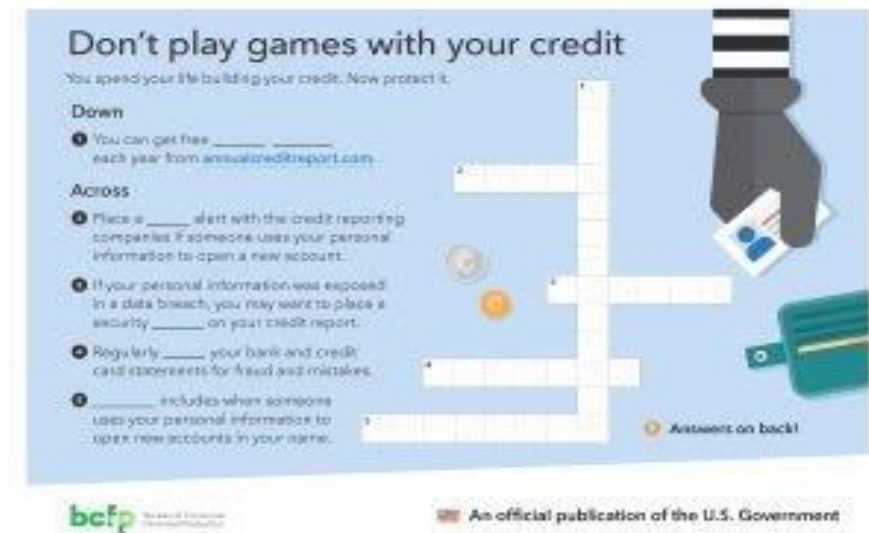 Don't play games with your credit
You spend your life building your credit. Now protect it.
Down
1 You can get free ______ ______
each year from annualcreditreport.com
Across
2 Place a _____ alert with the credit reporting
companies if someone uses your personal
information to open a new account.
3 If your personal information was exposed
in a data breach, you may want to place a
security ______ on your credit report.
4 Regularly _____ your bank and credit
card statements for fraud and mistakes.
5 ________ includes when someone
uses your personal information to
open new accounts in your name.
1
2
3
4
5
Answers on back!
bcfp
An official publication of the U.S. Government